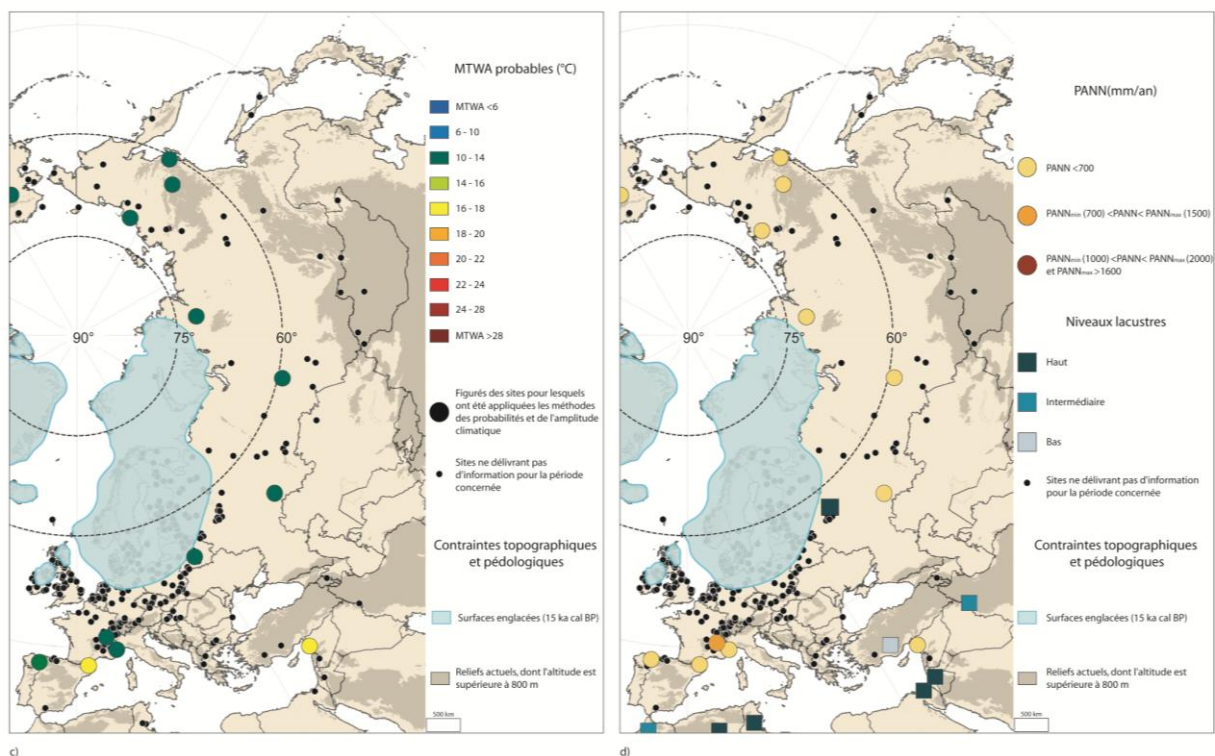 MTWA probables (°C)
MTWA <6
6 - 10
10 - 14
14 - 16
16 - 18
18 - 20
20 - 22
22 - 24
24 - 28
MTWA >28
Figurés des sites pour lesquels
ont été appliquées les méthodes
des probabilités et de l'amplitude
climatique
Sites ne délivrant pas
d'information pour la période
concernée
Contraintes topographiques
et pédologiques
Surfaces englacées (15 ka cal BP)
Reliefs actuels, dont l'altitude est
supérieure à 800 m
500 km
90°
75°
60°
c)
PANN(mm/an)
PANN <700
PANNmin (700) <PANN< PANNmax (1500)
PANNmin (1000) <PANN< PANNmax (2000)
et PANNmax >1600
Niveaux lacustres
Haut
Intermédiaire
Bas
Sites ne délivrant pas d'information
pour la période concernée
Contraintes topographiques
et pédologiques
Surfaces englacées (15 ka cal BP)
Reliefs actuels, dont l'altitude est
supérieure à 800 m
500 km
90°
75°
60°
d)